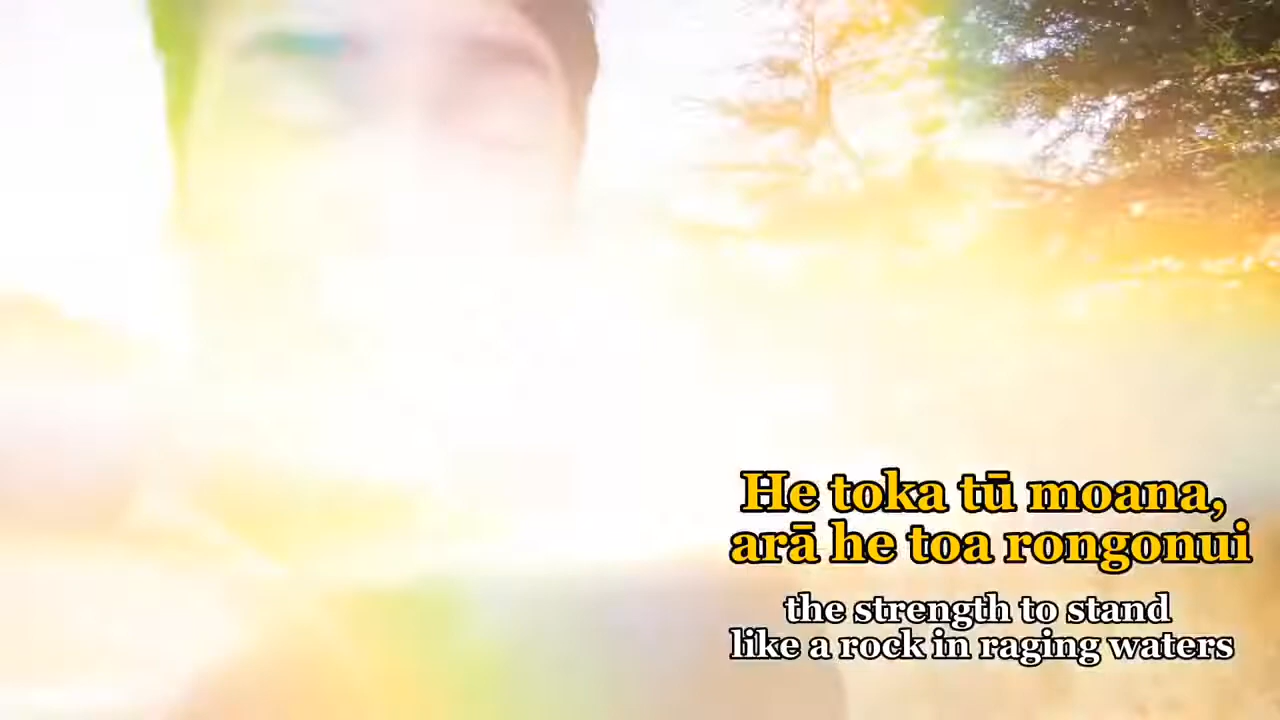 He toka tū moana,
arā he toa rongonui
the strength to stand
like a rock in raging waters